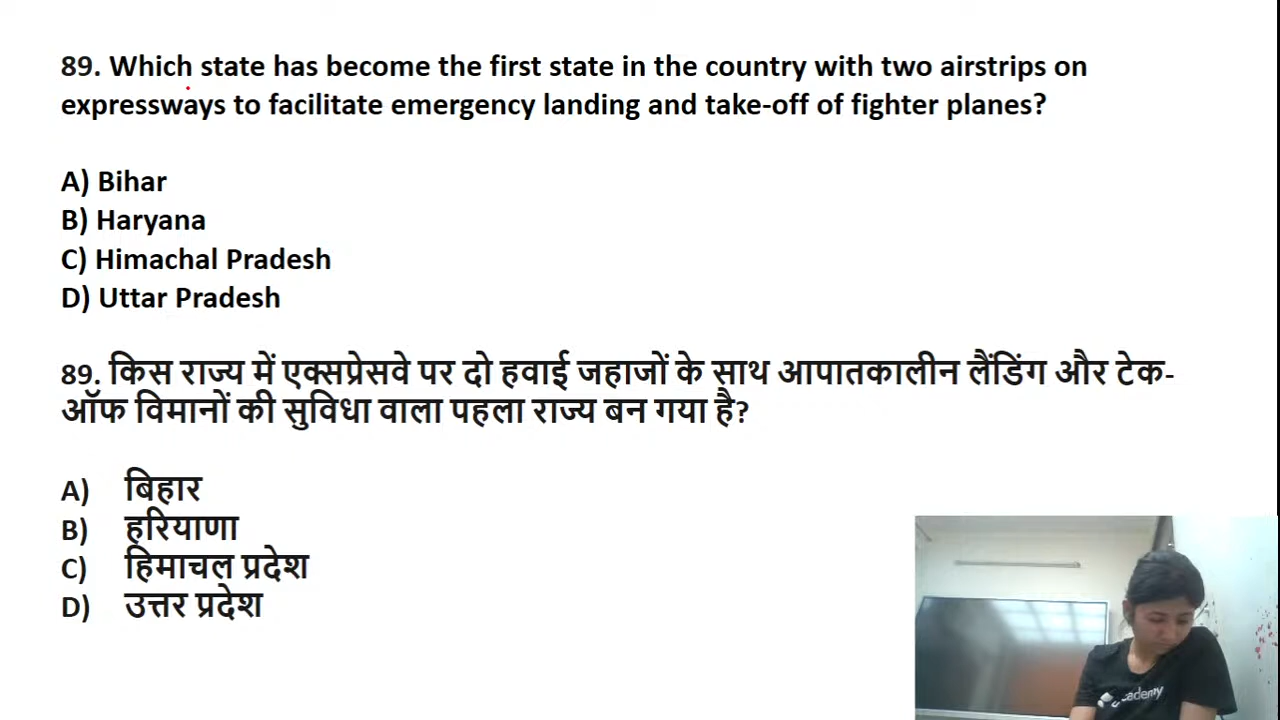 89. Which state has become the first state in the country with two airstrips on
expressways to facilitate emergency landing and take-off of fighter planes?
A) Bihar
B) Haryana
C) Himachal Pradesh
D) Uttar Pradesh
89. किस राज्य में एक्सप्रेसवे पर दो हवाई जहाजों के साथ आपातकालीन लैंडिंग और टेक-
ऑफ विमानों की सुविधा वाला पहला राज्य बन गया है?
A) बिहार
B) हरियाणा
C) हिमाचल प्रदेश
D) उत्तर प्रदेश